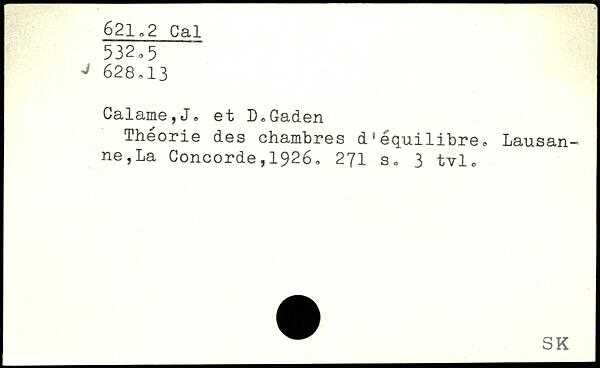 621.2 Cal
532.5
✓ 628.13
Calame,J. et D.Gaden
Théorie des chambres d'équilibre. Lausan-
ne,La Concorde,1926. 271 s. 3 tvl.
SK